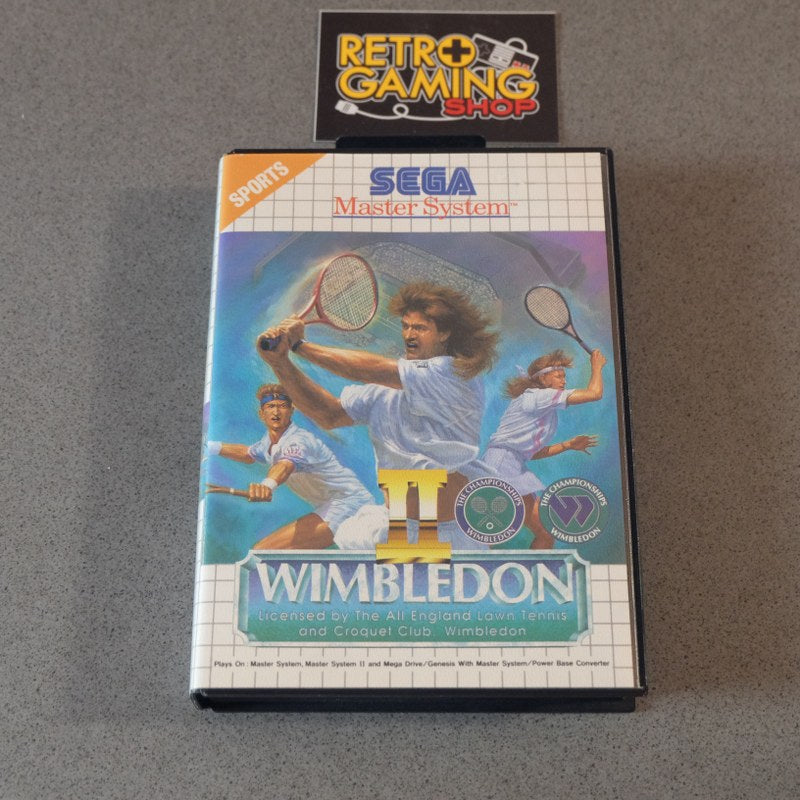 RETRO
GAMING
SHOP
SPORTS
SEGA
Master System™
II
THE CHAMPIONSHIPS
WIMBLEDON
THE CHAMPIONSHIPS
WIMBLEDON
WIMBLEDON
Licensed by The All England Lawn Tennis
and Croquet Club, Wimbledon
Plays On: Master System, Master System II and Mega Drive/Genesis With Master System/Power Base Converter